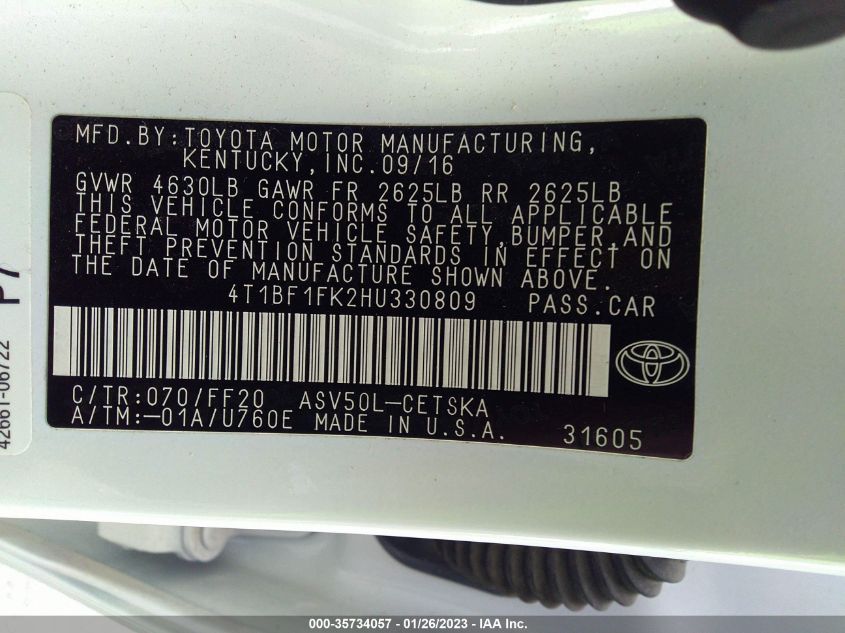 MFD.BY:TOYOTA MOTOR MANUFACTURING,
KENTUCKY,INC.09/16
GVWR 4630LB GAWR FR 2625LB RR 2625LB
THIS VEHICLE CONFORMS TO ALL APPLICABLE
FEDERAL MOTOR VEHICLE SAFETY,BUMPER,AND
THEFT PREVENTION STANDARDS IN EFFECT ON
THE DATE OF MANUFACTURE SHOWN ABOVE.
4T1BF1FK2HU330809 PASS.CAR
C/TR:070/FF20 ASV50L-CETSKA
A/TM:-01A/U760E MADE IN U.S.A. 31605
P7
42661-06722
000-35734057 - 01/26/2023 - IAA Inc.